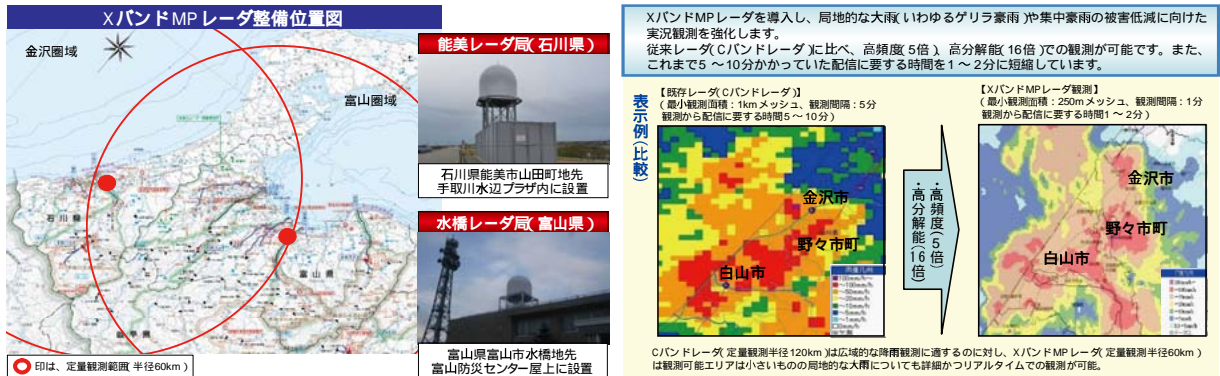 XバンドMPレーダ整備位置図
金沢圏域
富山圏域
石川県
富山県
岐阜県
印は、定量観測範囲(半径60km)
能美レーダ局(石川県)
石川県能美市山田町地先
手取川水辺プラザ内に設置
水橋レーダ局(富山県)
富山県富山市水橋地先
富山防災センター屋上に設置
XバンドMPレーダを導入し、局地的な大雨(いわゆるゲリラ豪雨)や集中豪雨の被害低減に向けた
実況観測を強化します。
従来レーダ(Cバンドレーダ)に比べ、高頻度(5倍)、高分解能(16倍)での観測が可能です。また、
これまで5~10分かかっていた配信に要する時間を1~2分に短縮しています。
表示例(比較)
【既存レーダ(Cバンドレーダ)】
(最小観測面積:1kmメッシュ、観測間隔:5分
観測から配信に要する時間5~10分)
金沢市
野々市町
白山市
・高頻度(5倍)
・高分解能(16倍)
【XバンドMPレーダ観測】
(最小観測面積:250mメッシュ、観測間隔:1分
観測から配信に要する時間1~2分)
金沢市
野々市町
白山市
Cバンドレーダ(定量観測半径120km)は広域的な降雨観測に適するのに対し、XバンドMPレーダ(定量観測半径60km)
は観測可能エリアは小さいものの局地的な大雨についても詳細かつリアルタイムでの観測が可能。